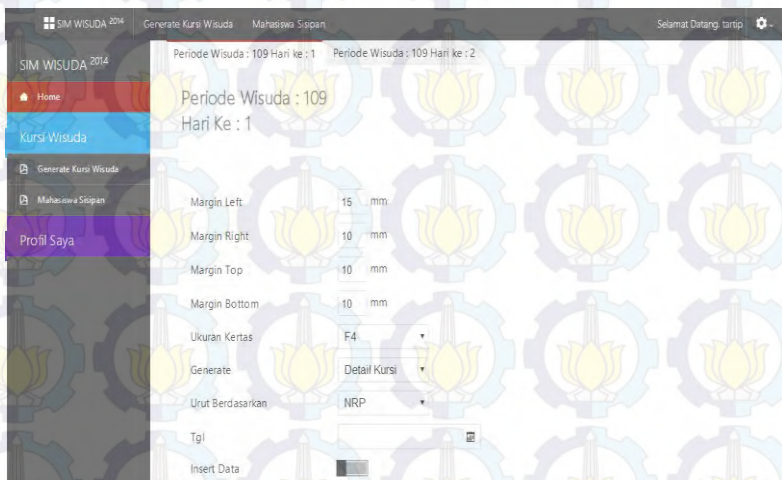 SIM WISUDA 2014 Generate Kursi Wisuda Mahasiswa Sisipan Selamat Datang, tartip
SIM WISUDA 2014
Home
Kursi Wisuda
Generate Kursi Wisuda
Mahasiswa Sisipan
Profil Saya
Periode Wisuda : 109 Hari ke : 1 Periode Wisuda : 109 Hari ke : 2
Periode Wisuda : 109
Hari Ke : 1
Margin Left 15 mm
Margin Right 10 mm
Margin Top 10 mm
Margin Bottom 10 mm
Ukuran Kertas F4
Generate Detail Kursi
Urut Berdasarkan NRP
Tgl
Insert Data